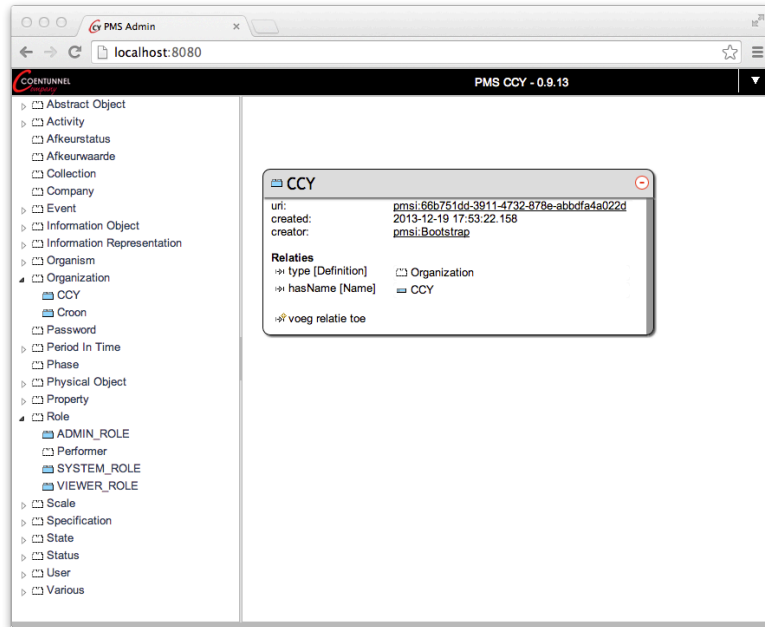 CY PMS Admin
localhost:8080
COENTUNNEL
Company
PMS CCY - 0.9.13
Abstract Object
Activity
Afkeurstatus
Afkeurwaarde
Collection
Company
Event
Information Object
Information Representation
Organism
Organization
CCY
Croon
Password
Period In Time
Phase
Physical Object
Property
Role
ADMIN_ROLE
Performer
SYSTEM_ROLE
VIEWER_ROLE
Scale
Specification
State
Status
User
Various
CCY
uri: pmsi:66b751dd-3911-4732-878e-abbdfa4a022d
created: 2013-12-19 17:53:22.158
creator: pmsi:Bootstrap
Relaties
type [Definition] Organization
hasName [Name] CCY
voeg relatie toe